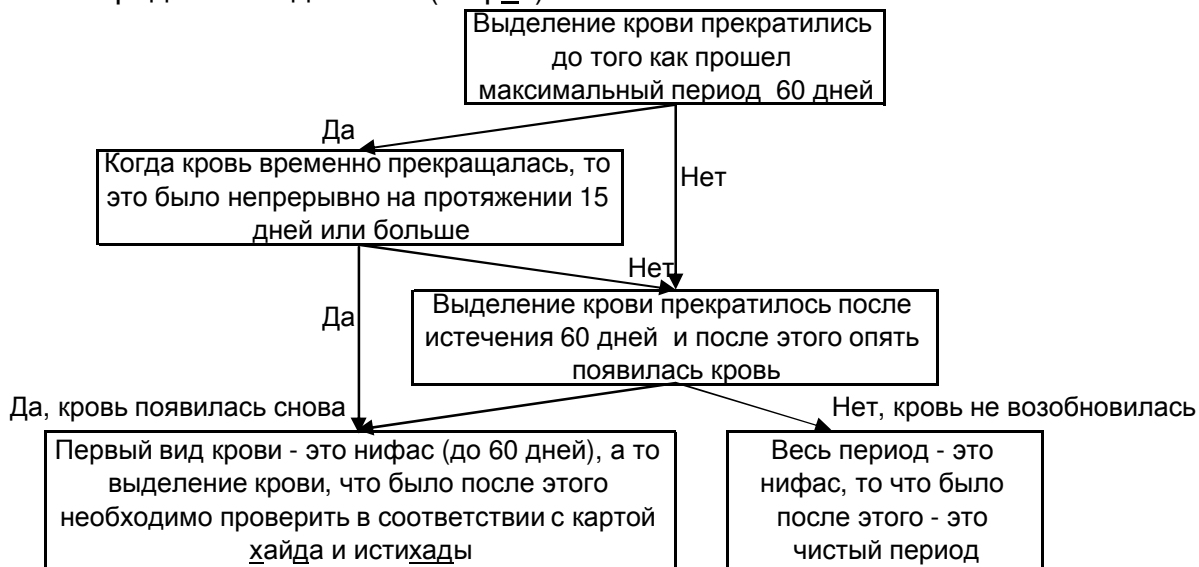 Выделение крови прекратились
до того как прошел
максимальный период 60 дней
Да
Нет
Когда кровь временно прекращалась, то
это было непрерывно на протяжении 15
дней или больше
Нет
Да
Выделение крови прекратилось после
истечения 60 дней и после этого опять
появилась кровь
Да, кровь появилась снова
Нет, кровь не возобновилась
Первый вид крови - это нифас (до 60 дней), а то
выделение крови, что было после этого
необходимо проверить в соответствии с картой
хайда и истихады
Весь период - это
нифас, то что было
после этого - это
чистый период